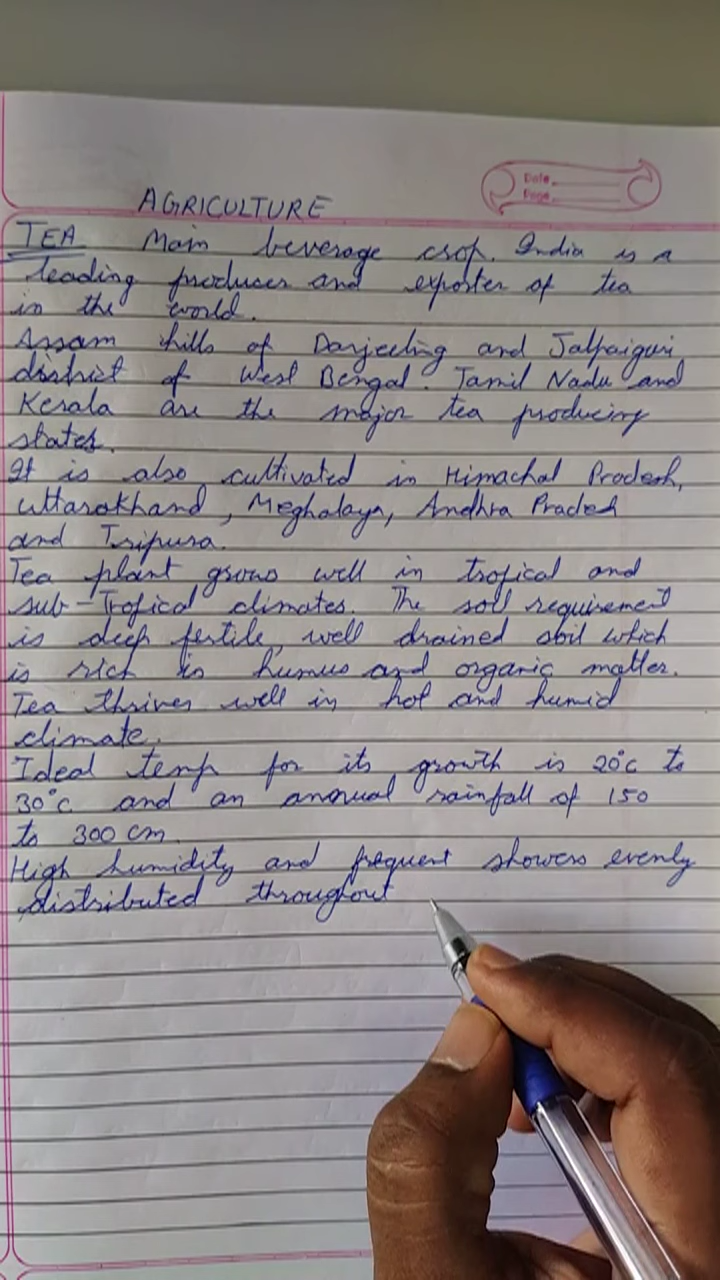 Date
Page
AGRICULTURE
TEA Main beverage crop. India is a
leading producer and exporter of tea
in the world.
Assam hills of Darjeeling and Jalpaiguri
district of West Bengal. Tamil Nadu and
Kerala are the major tea producing
states.
It is also cultivated in Himachal Pradesh,
Uttarakhand, Meghalaya, Andhra Pradesh
and Tripura.
Tea plant grows well in tropical and
sub-Tropical climates. The soil requirement
is deep fertile, well drained soil which
is rich in humus and organic matter.
Tea thrives well in hot and humid
climate.
Ideal temp for its growth is 20°c to
30°c and an annual rainfall of 150
to 300 cm.
High humidity and frequent showers evenly
distributed throughout